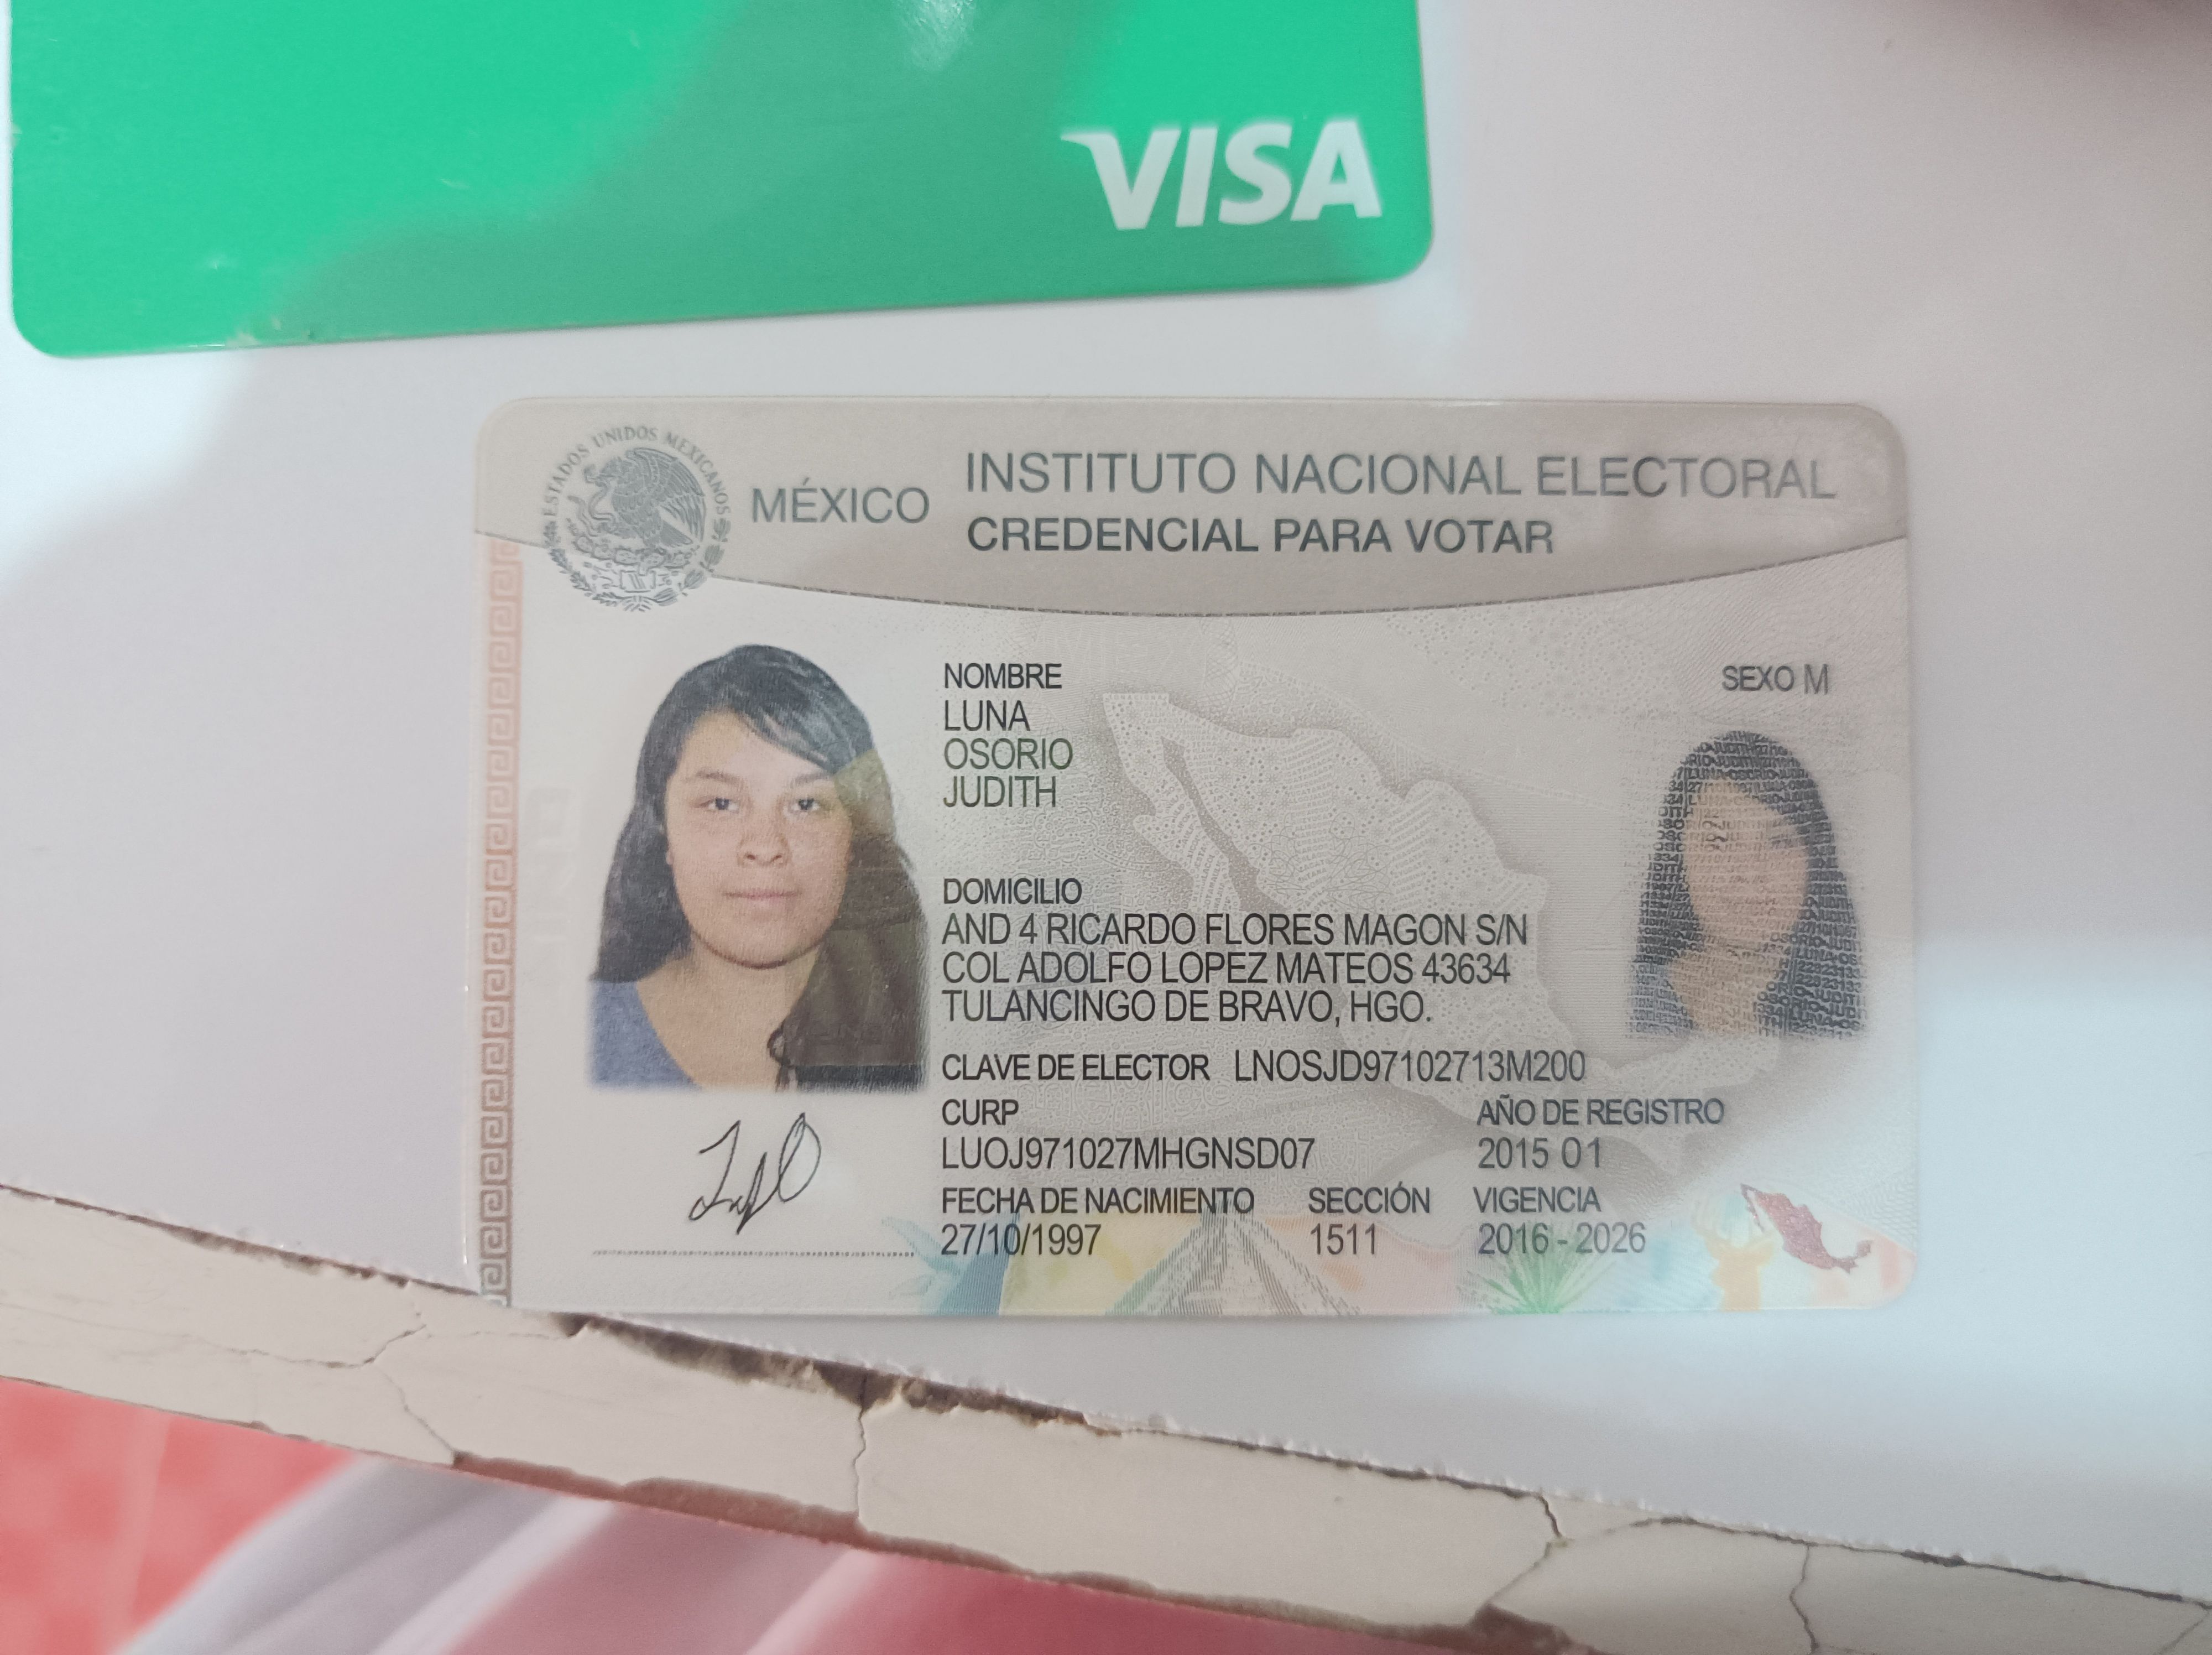 VISA
ESTADOS UNIDOS MEXICANOS
MÉXICO
INSTITUTO NACIONAL ELECTORAL
CREDENCIAL PARA VOTAR
NOMBRE
LUNA
OSORIO
JUDITH
SEXO M
DOMICILIO
AND 4 RICARDO FLORES MAGON S/N
COL ADOLFO LOPEZ MATEOS 43634
TULANCINGO DE BRAVO, HGO.
CLAVE DE ELECTOR LNOSJD97102713M200
CURP
LUOJ971027MHGNSD07
AÑO DE REGISTRO
2015 01
FECHA DE NACIMIENTO
27/10/1997
SECCIÓN
1511
VIGENCIA
2016 - 2026